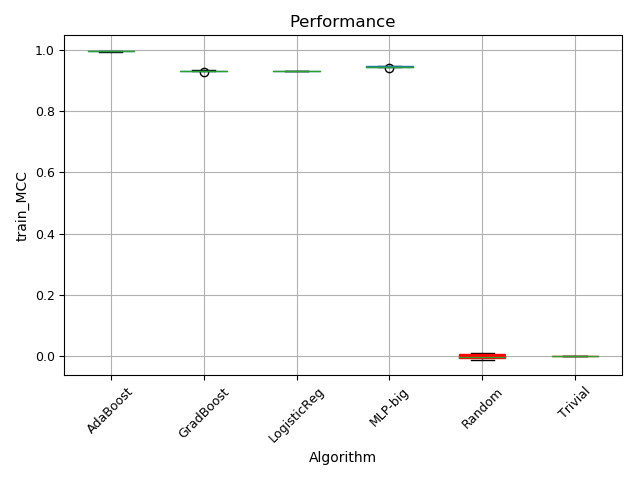 Performance
1.0
0.8
0.6
0.4
0.2
0.0
train_MCC
AdaBoost
GradBoost
LogisticReg
MLP-big
Random
Trivial
Algorithm